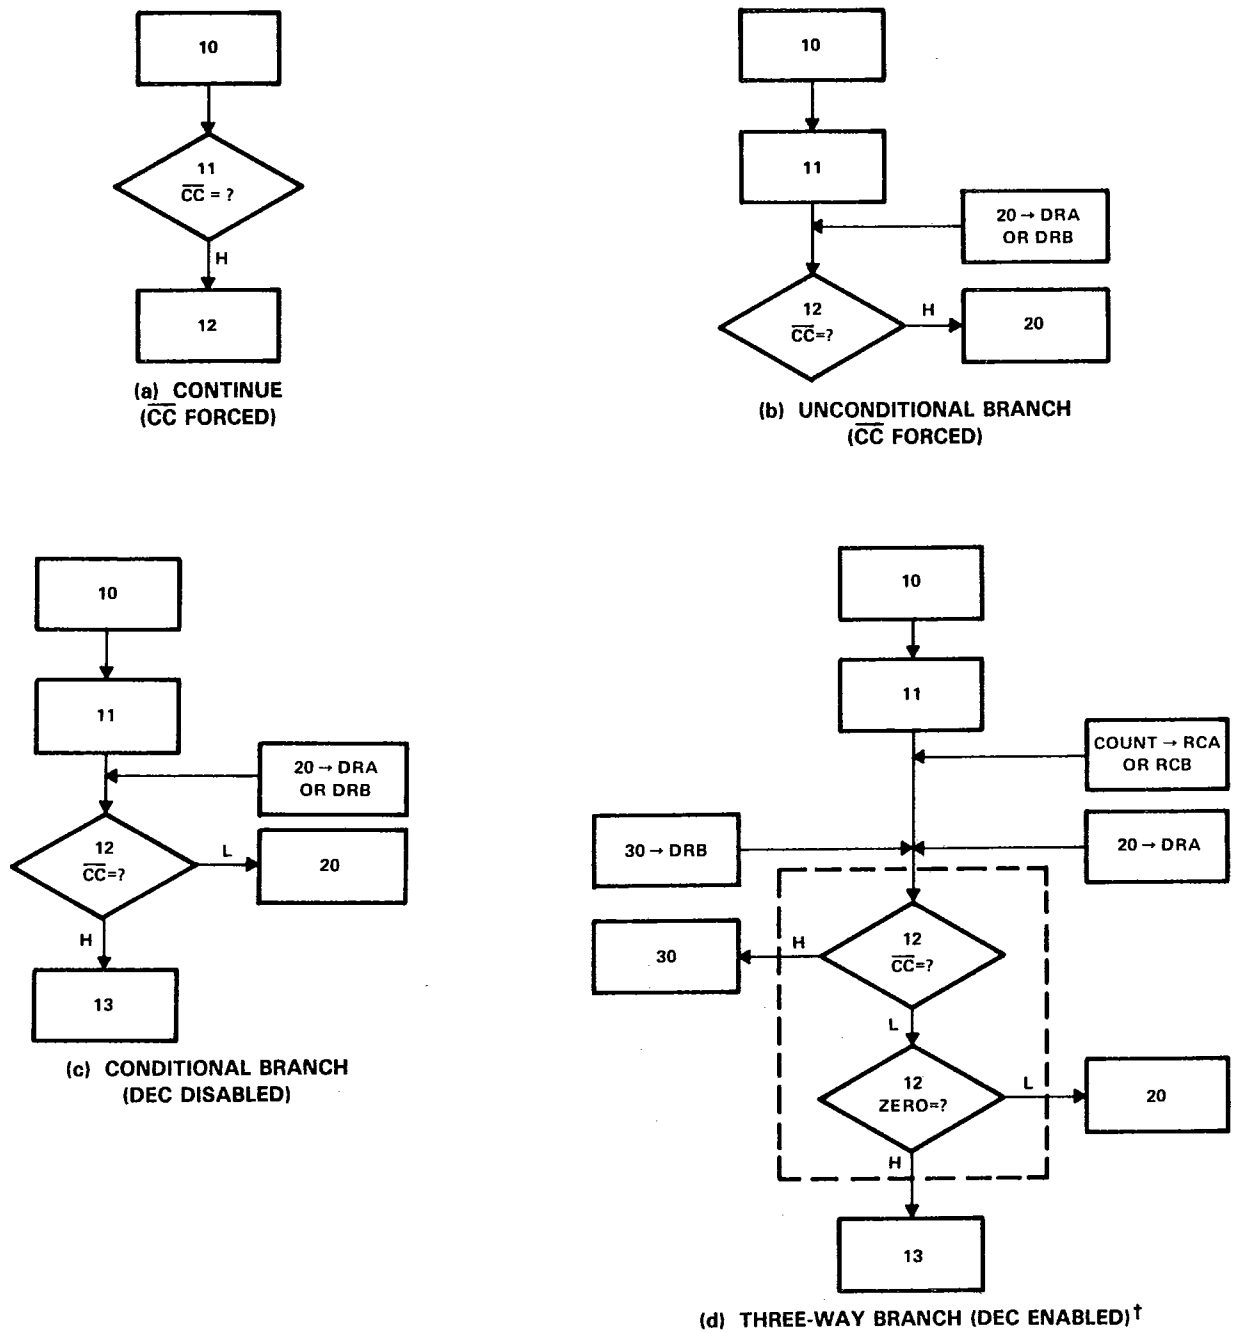 10
11
C̅C̅ = ?
H
12
(a) CONTINUE
(C̅C̅ FORCED)
10
11
20 → DRA
OR DRB
12
C̅C̅=?
H
20
(b) UNCONDITIONAL BRANCH
(C̅C̅ FORCED)
10
11
20 → DRA
OR DRB
12
C̅C̅=?
L
20
H
13
(c) CONDITIONAL BRANCH
(DEC DISABLED)
10
11
COUNT → RCA
OR RCB
30 → DRB
20 → DRA
12
C̅C̅=?
H
30
L
12
ZERO=?
L
20
H
13
(d) THREE-WAY BRANCH (DEC ENABLED)†